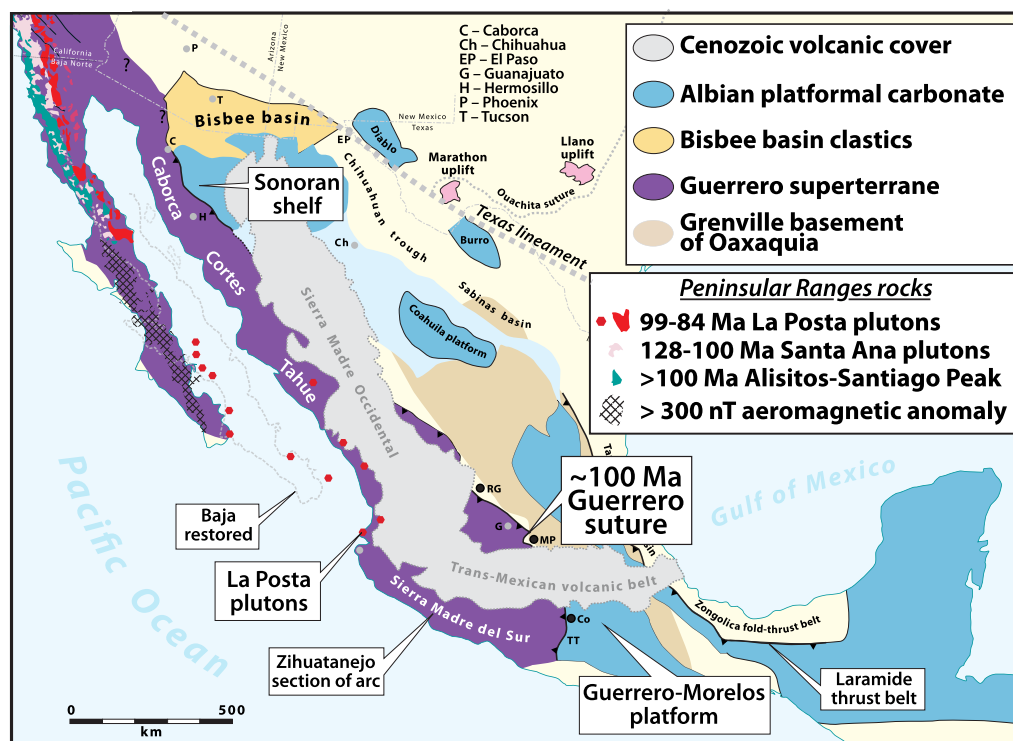 C – Caborca
Ch – Chihuahua
EP – El Paso
G – Guanajuato
H – Hermosillo
P – Phoenix
T – Tucson
Cenozoic volcanic cover
Albian platformal carbonate
Bisbee basin clastics
Guerrero superterrane
Grenville basement
of Oaxaquia
Peninsular Ranges rocks
99-84 Ma La Posta plutons
128-100 Ma Santa Ana plutons
>100 Ma Alisitos-Santiago Peak
> 300 nT aeromagnetic anomaly
California
Baja Norte
Arizona
New Mexico
P
?
?
T
Bisbee basin
New Mexico
Texas
EP
Diablo
C
Caborca
Sonoran
shelf
H
Chihuahuan trough
Marathon
uplift
Llano
uplift
Ouachita suture
Texas lineament
Burro
Ch
Cortes
Sabinas basin
Coahuila platform
Sierra Madre Occidental
Tahue
RG
G
MP
~100 Ma
Guerrero
suture
Gulf of Mexico
Pacific Ocean
Baja
restored
La Posta
plutons
Trans-Mexican volcanic belt
Sierra Madre del Sur
Co
TT
Zongolica fold-thrust belt
Zihuatanejo
section of arc
Guerrero-Morelos
platform
Laramide
thrust belt
0 500
km